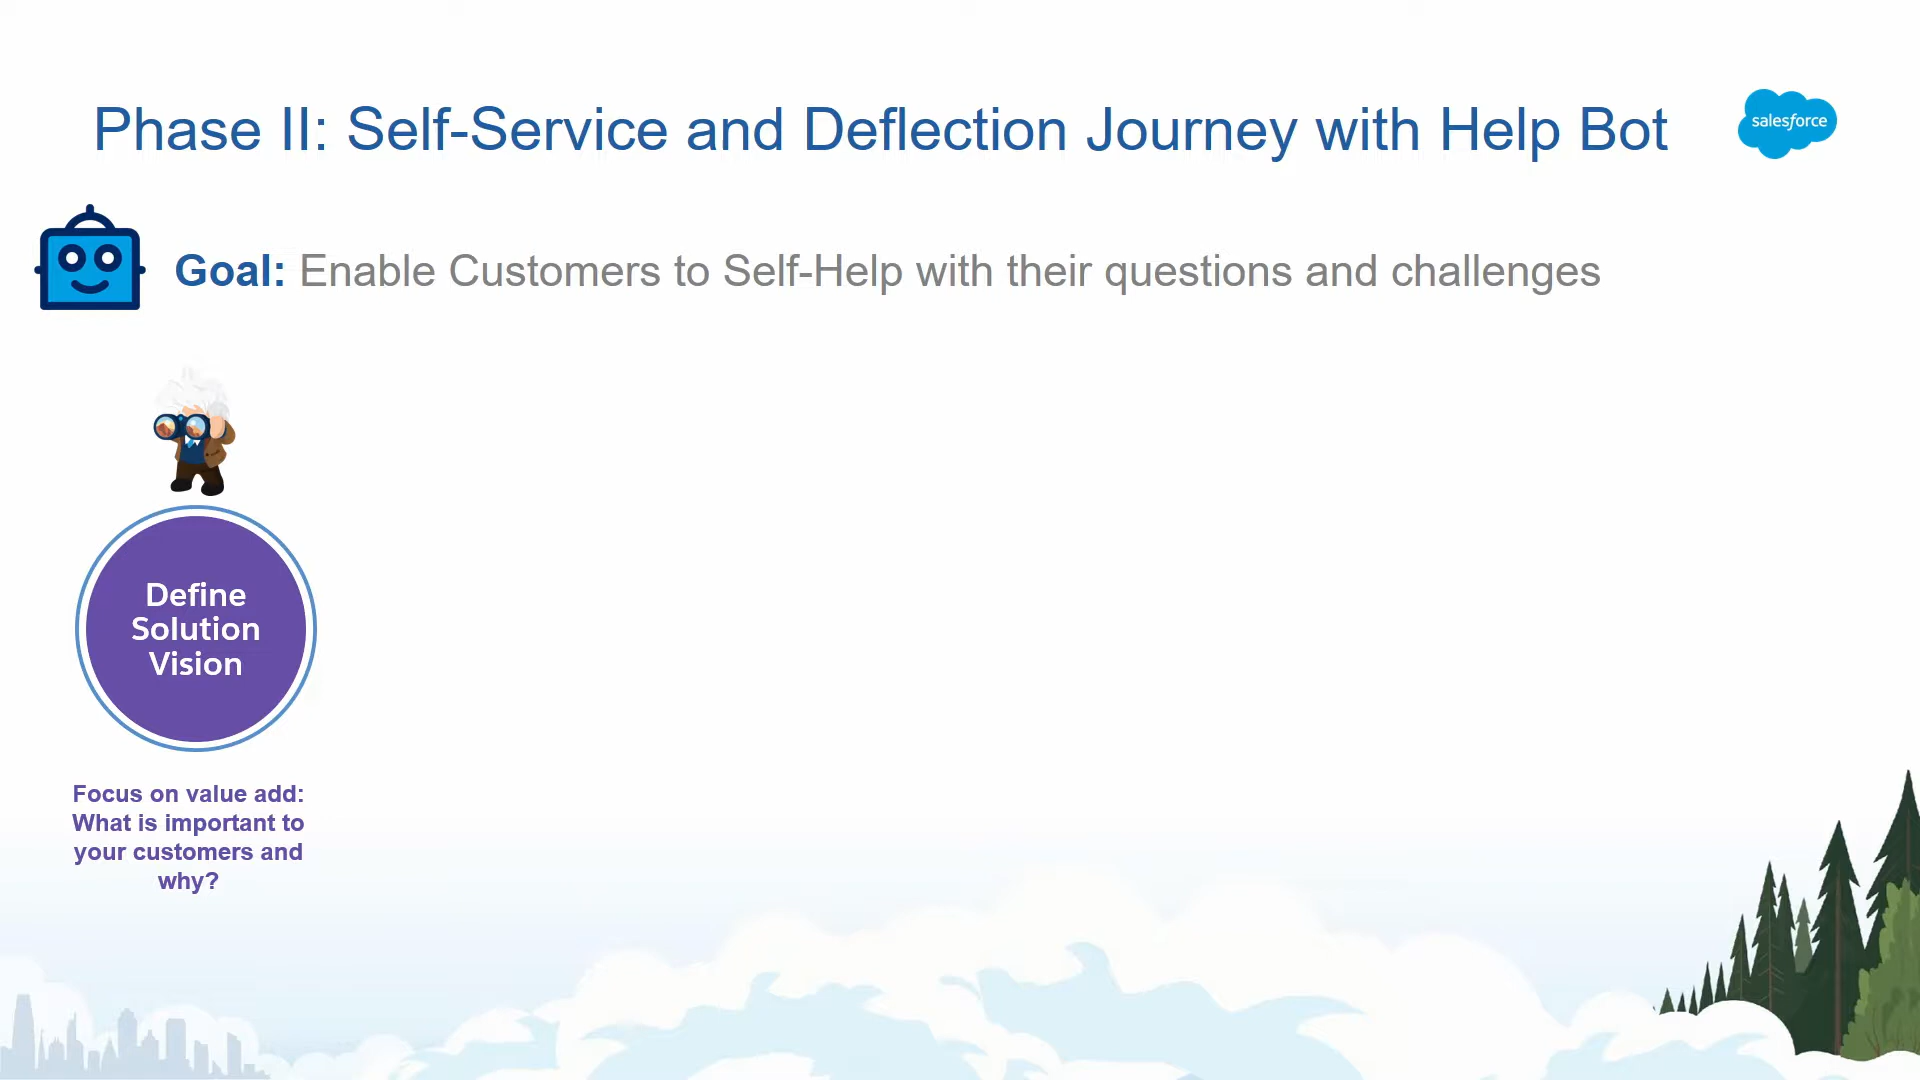 Phase II: Self-Service and Deflection Journey with Help Bot
salesforce
Goal: Enable Customers to Self-Help with their questions and challenges
Define
Solution
Vision
Focus on value add:
What is important to
your customers and
why?